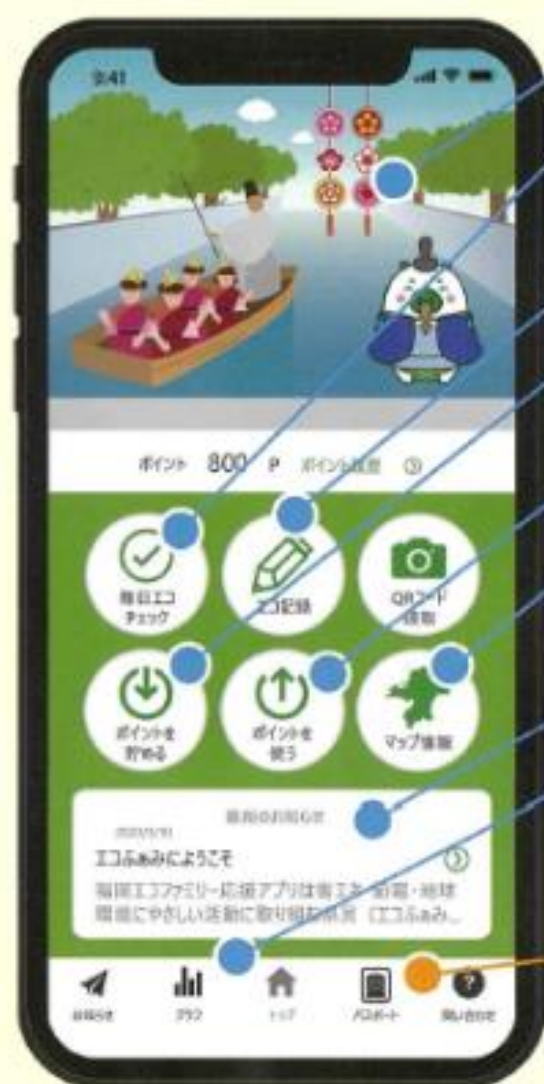 9:41
ポイント 800 P ポイント履歴
毎日エコ
チェック
エコ記録
QRコード
読取
ポイントを
貯める
ポイントを
使う
マップ情報
最新のお知らせ
エコふぁみにようこそ
福岡エコファミリー応援アプリは省エネ・節電・地球
環境にやさしい活動に取り組む県民（エコふぁみ...
お知らせ
グラフ
トップ
パスポート
問い合わせ